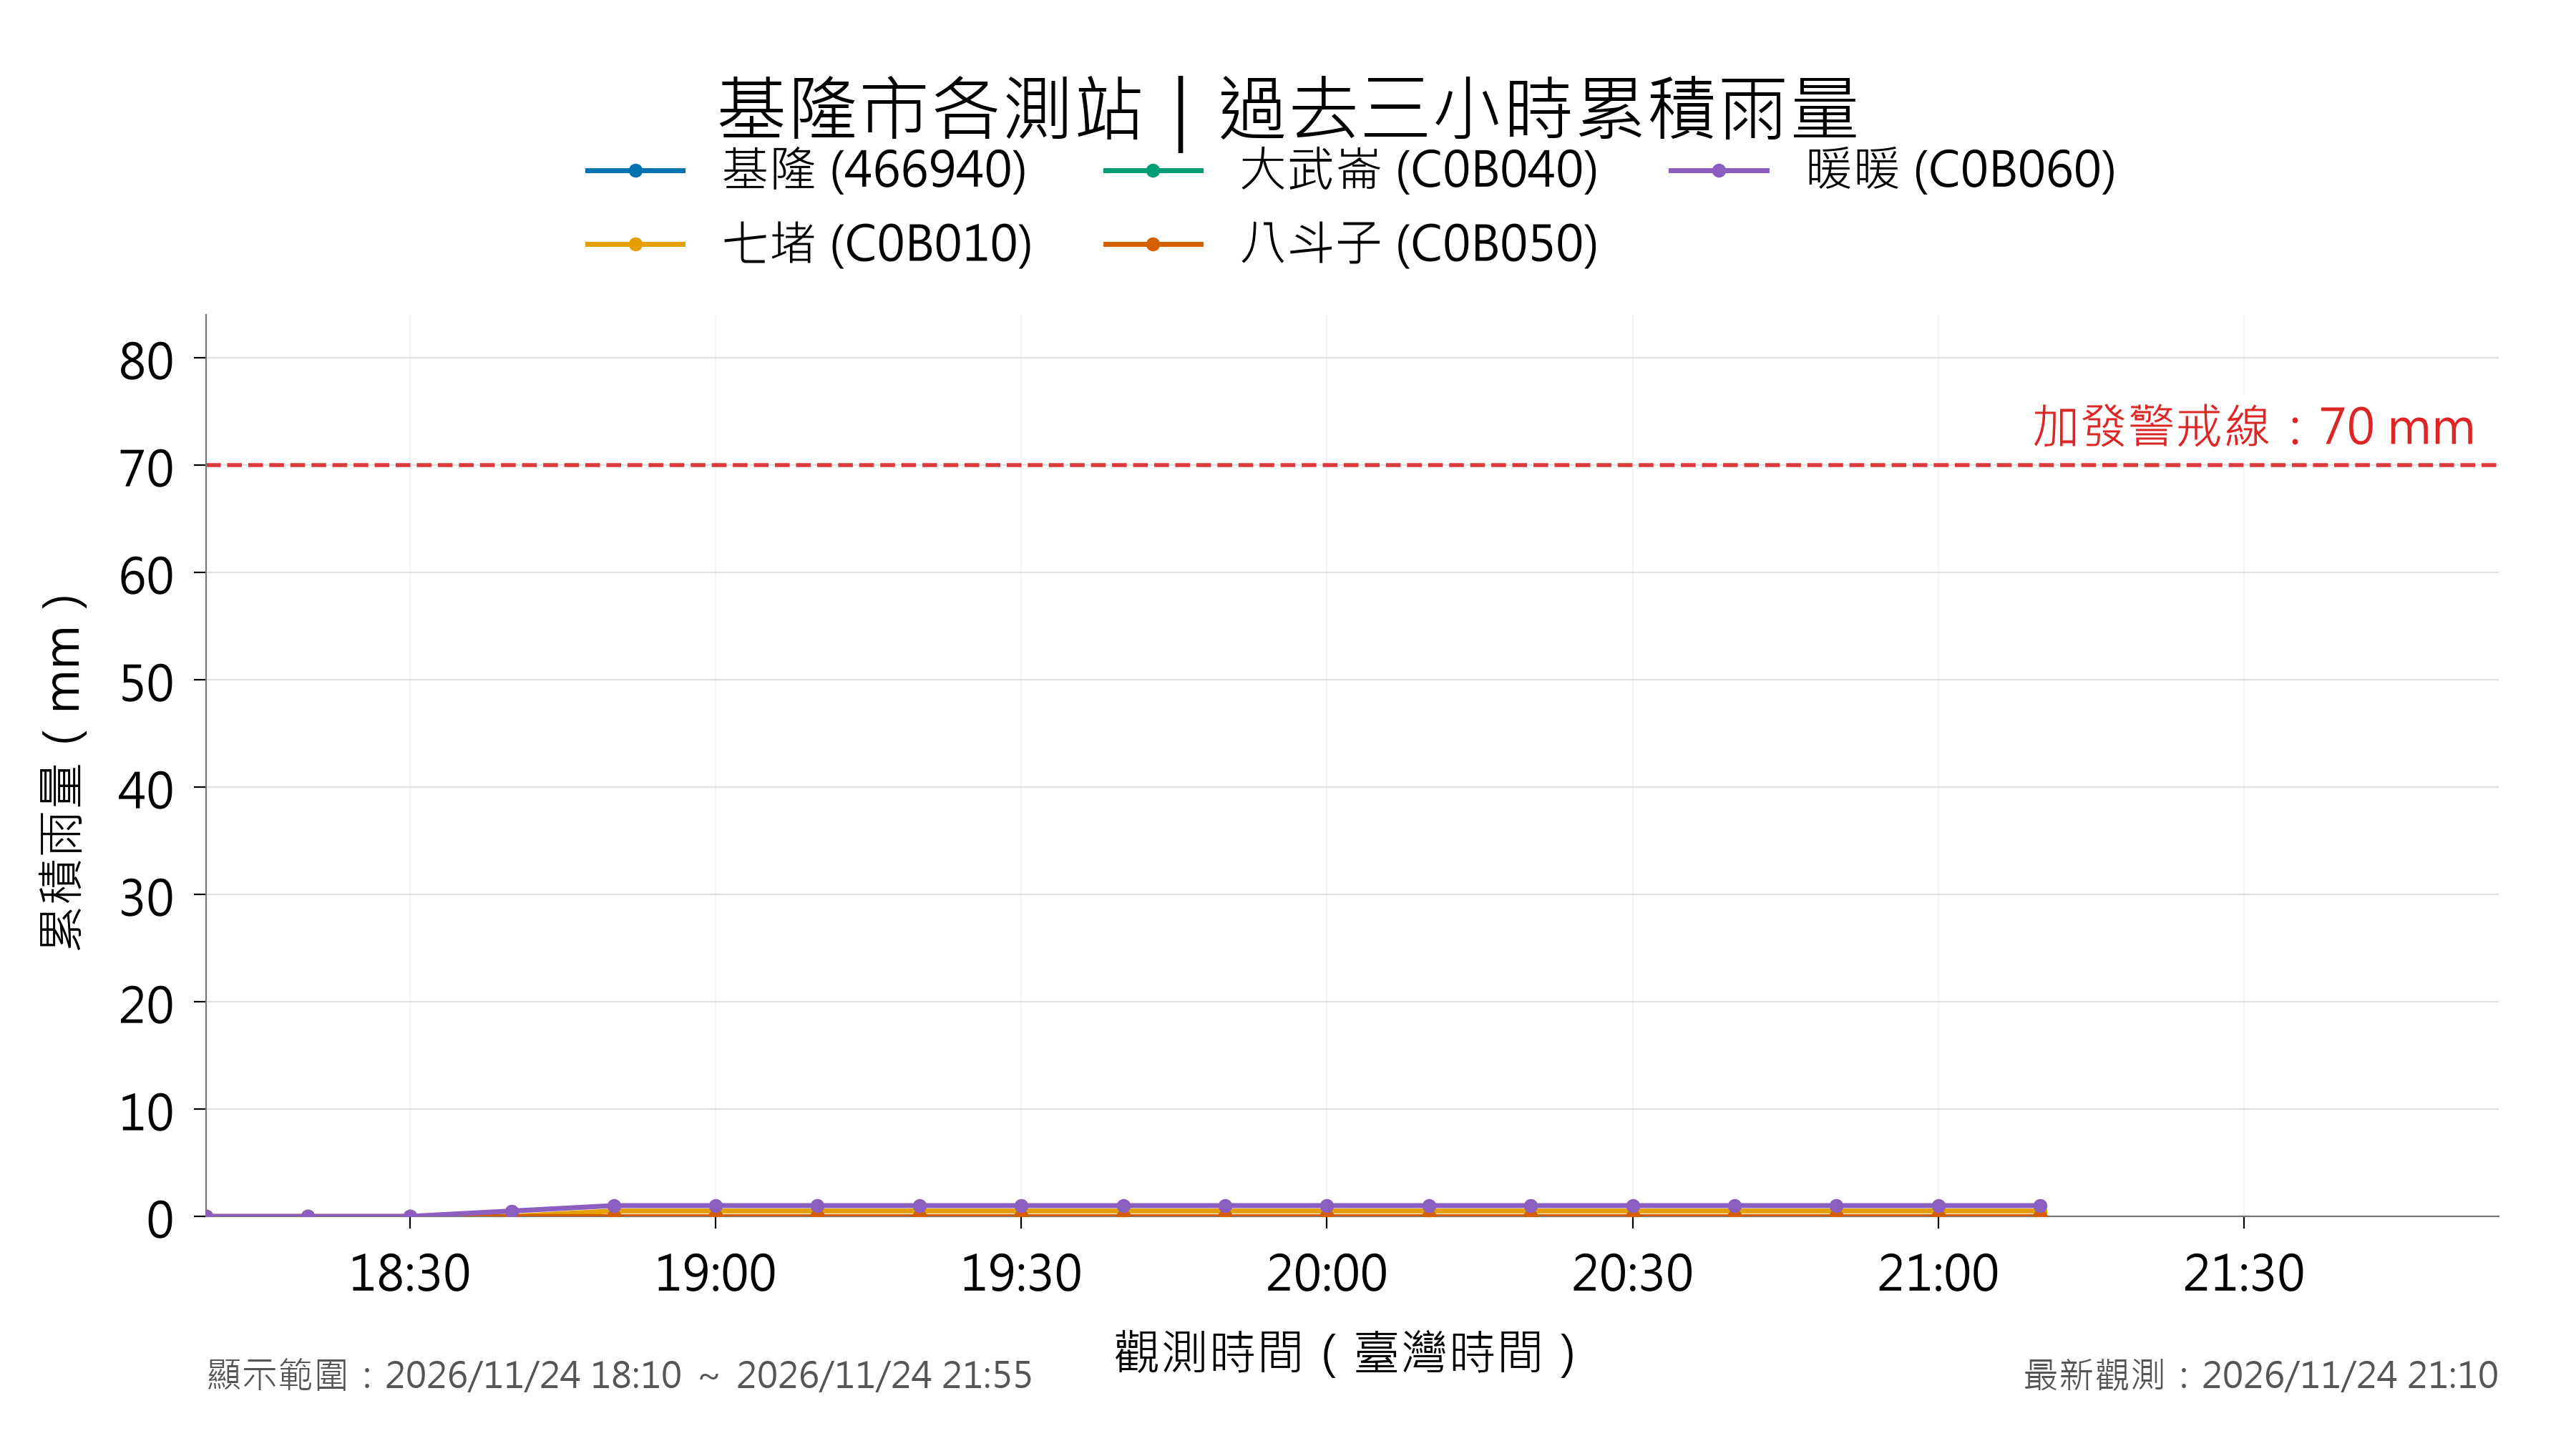 基隆市各測站｜過去三小時累積雨量
基隆 (466940)
大武崙 (C0B040)
暖暖 (C0B060)
七堵 (C0B010)
八斗子 (C0B050)
80
加發警戒線：70 mm
70
60
50
40
30
20
10
0
累積雨量（mm）
18:30
19:00
19:30
20:00
20:30
21:00
21:30
觀測時間（臺灣時間）
顯示範圍：2026/11/24 18:10 ~ 2026/11/24 21:55
最新觀測：2026/11/24 21:10